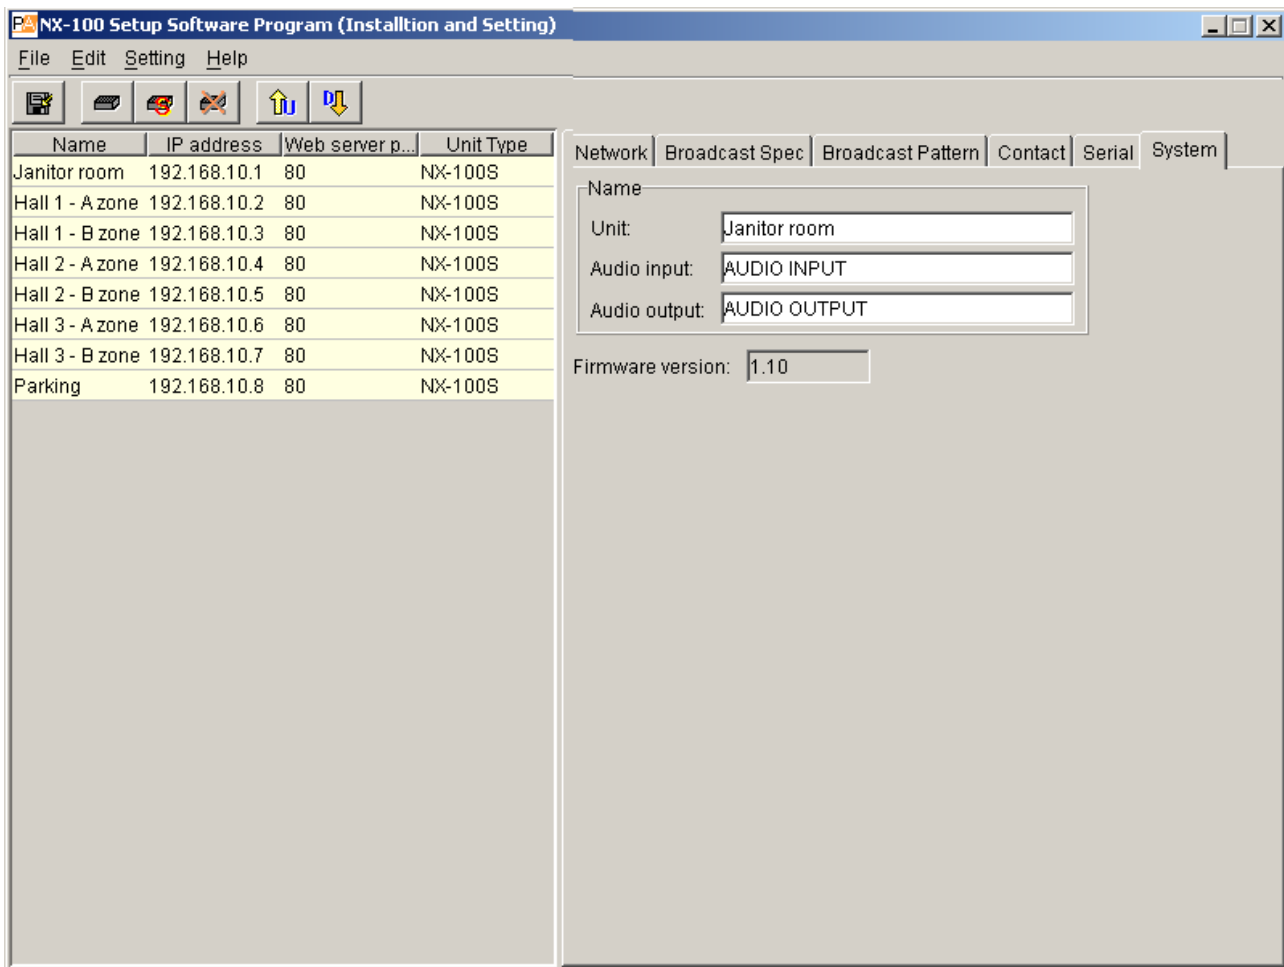 PA NX-100 Setup Software Program (Installtion and Setting)
File Edit Setting Help
U D
Name IP address Web server p... Unit Type
Janitor room 192.168.10.1 80 NX-100S
Hall 1 - A zone 192.168.10.2 80 NX-100S
Hall 1 - B zone 192.168.10.3 80 NX-100S
Hall 2 - A zone 192.168.10.4 80 NX-100S
Hall 2 - B zone 192.168.10.5 80 NX-100S
Hall 3 - A zone 192.168.10.6 80 NX-100S
Hall 3 - B zone 192.168.10.7 80 NX-100S
Parking 192.168.10.8 80 NX-100S
Network Broadcast Spec Broadcast Pattern Contact Serial System
Name
Unit: Janitor room
Audio input: AUDIO INPUT
Audio output: AUDIO OUTPUT
Firmware version: 1.10